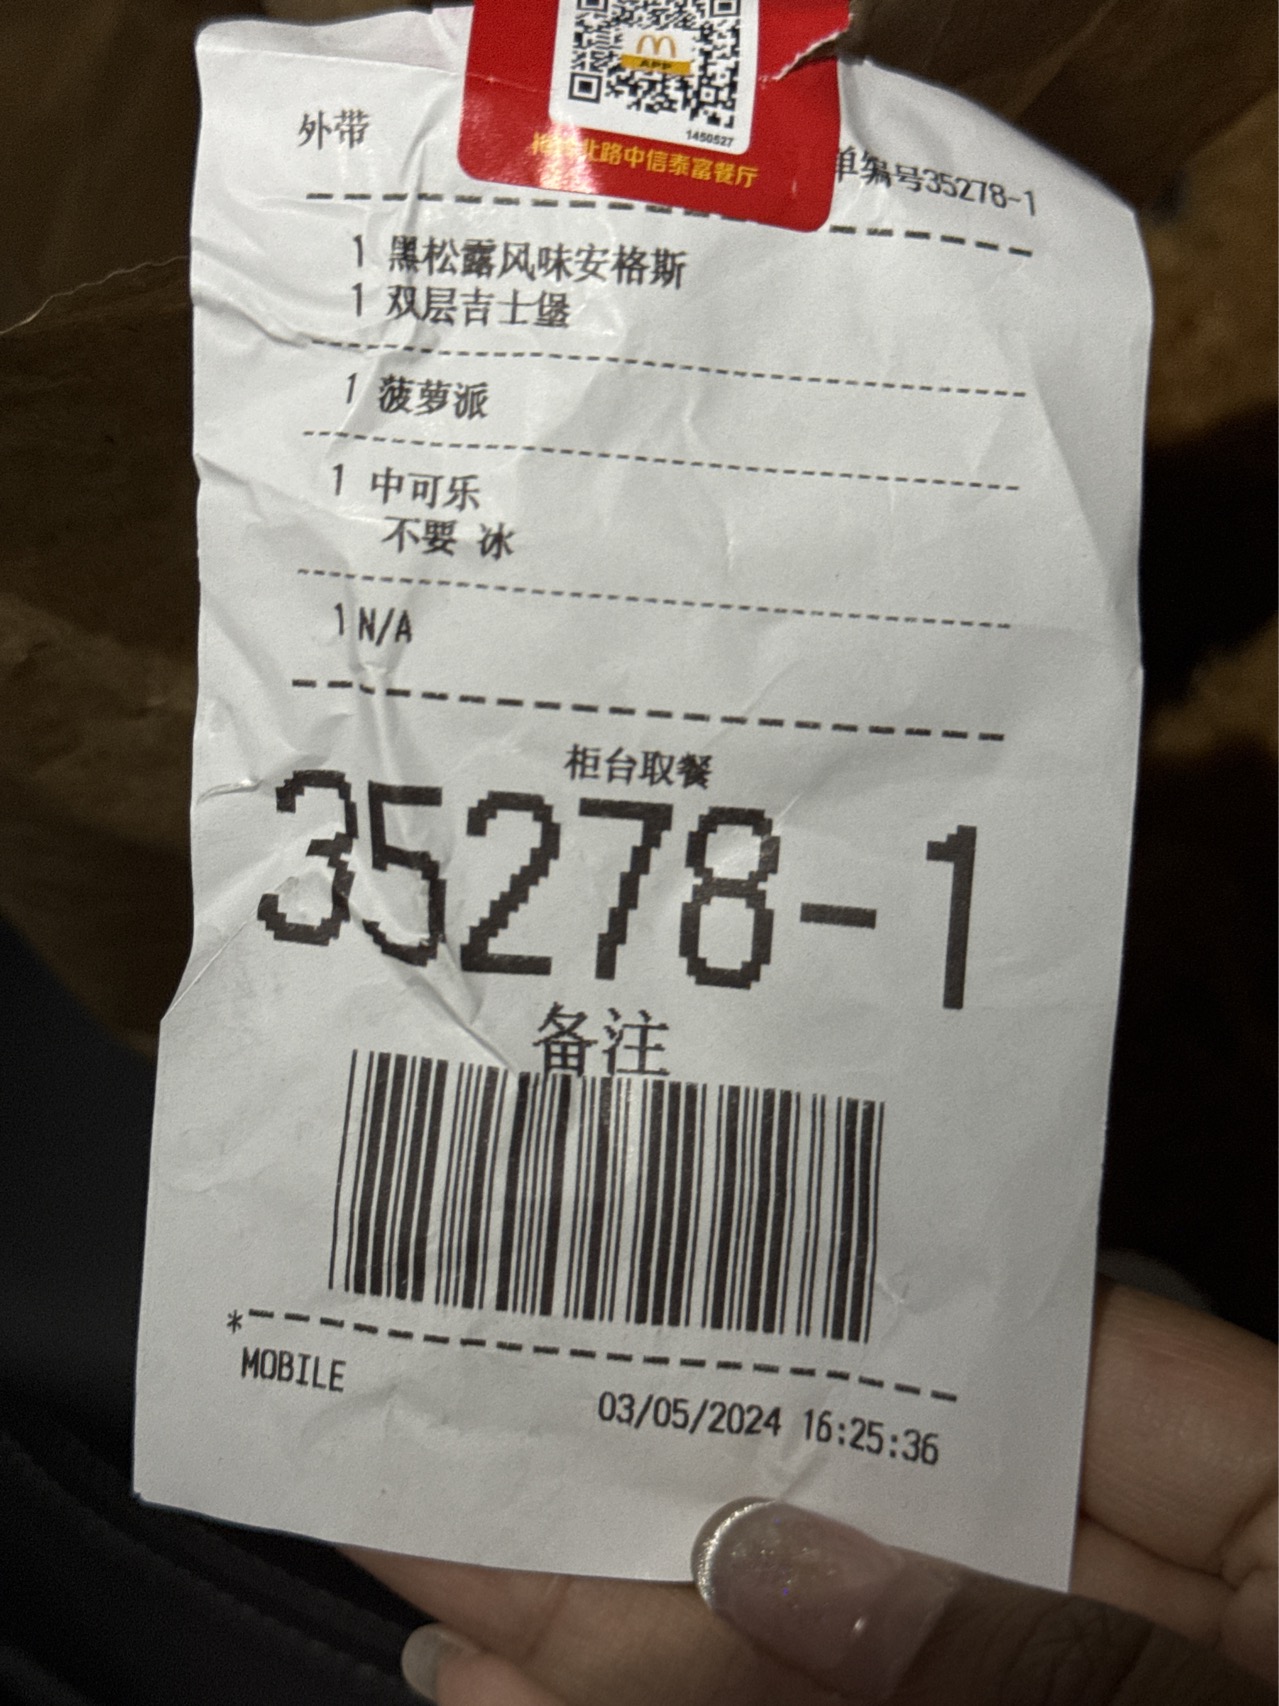 APP
1450527
北路中信泰富餐厅
外带
单编号35278-1
1 黑松露风味安格斯
1 双层吉士堡
1 菠萝派
1 中可乐
不要 冰
1 N/A
柜台取餐
35278-1
备注
*
MOBILE
03/05/2024 16:25:36